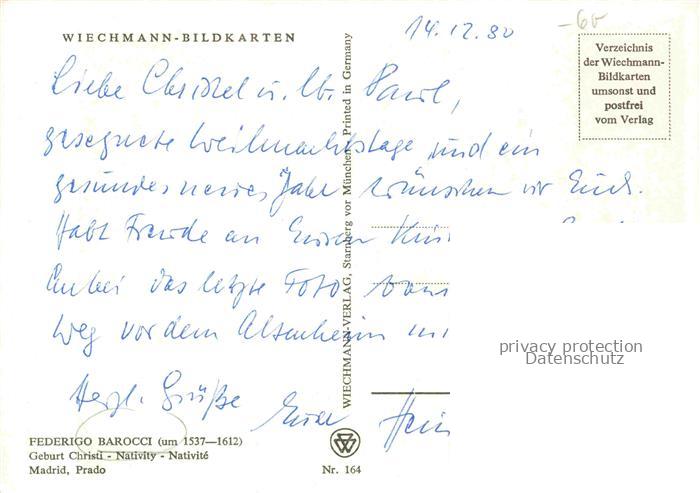 14.12.80
-60
WIECHMANN-BILDKARTEN
Verzeichnis
der Wiechmann-
Bildkarten
umsonst und
postfrei
vom Verlag
Liebe Christel u. lb. Paul,
gesegnete Weihnachtstage und ein
gesundes neues Jahr wünschen wir Euch.
Habt Freude an Euren
Anbei das letzte Foto vom
Weg vor dem Altenheim
Herzl. Grüße Eure
WIECHMANN-VERLAG, Starnberg vor München · Printed in Germany
privacy protection
Datenschutz
FEDERIGO BAROCCI (um 1537—1612)
Geburt Christi - Nativity - Nativité
Madrid, Prado
Nr. 164